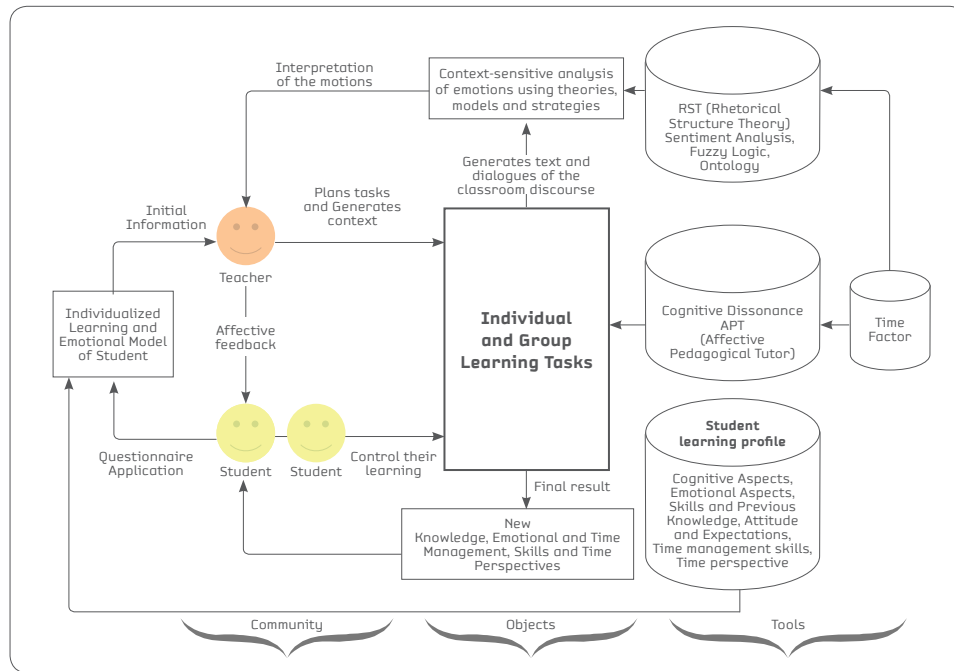 Interpretation
of the motions
Context-sensitive analysis
of emotions using theories,
models and strategies
RST (Rhetorical
Structure Theory)
Sentiment Analysis,
Fuzzy Logic,
Ontology
Generates text and
dialogues of the
classroom discourse
Plans tasks
and Generates
context
Initial
Information
Teacher
Individualized
Learning and
Emotional Model
of Student
Affective
feedback
Individual
and Group
Learning Tasks
Cognitive Dissonance
APT
(Affective
Pedagogical Tutor)
Time
Factor
Questionnaire
Application
Student
Student
Control their
learning
Student
learning profile
Cognitive Aspects,
Emotional Aspects,
Skills and Previous
Knowledge, Attitude
and Expectations,
Time management skills,
Time perspective
Final result
New
Knowledge, Emotional and Time
Management, Skills and Time
Perspectives
Community
Objects
Tools